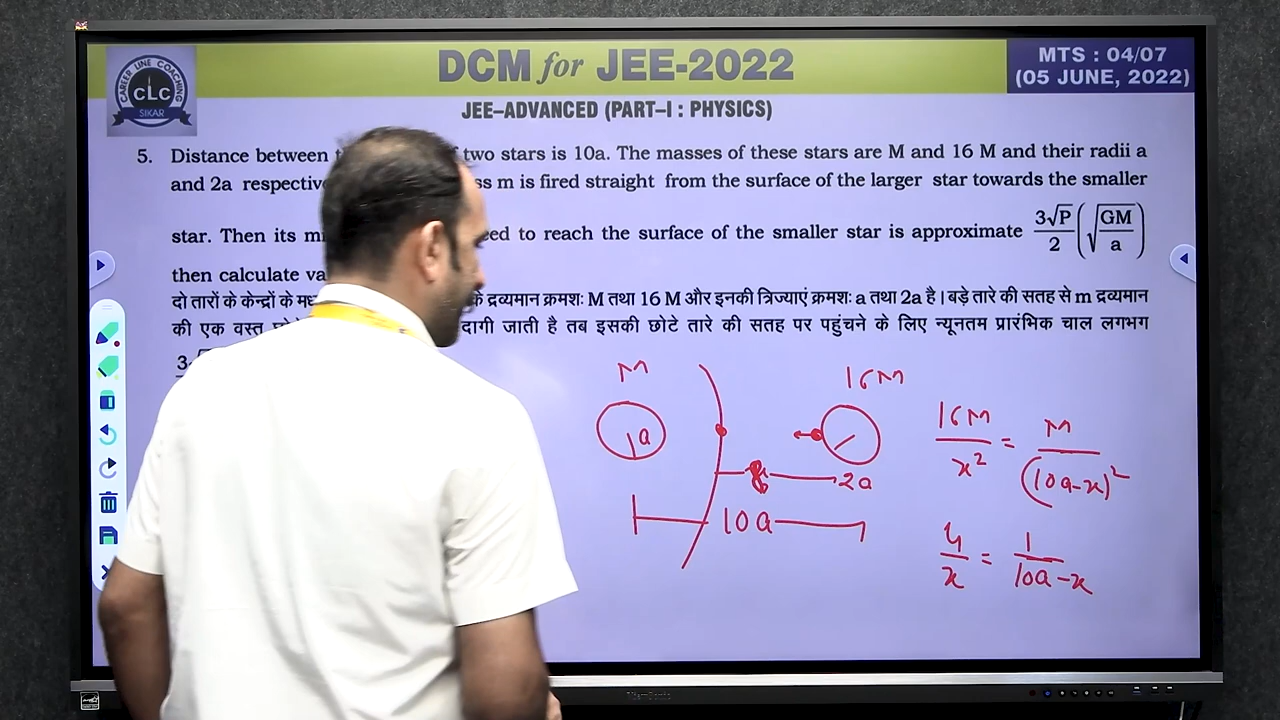 DCM for JEE-2022
MTS : 04/07
(05 JUNE, 2022)
CAREER LINE COACHING
CLC
SIKAR
JEE–ADVANCED (PART–I : PHYSICS)
5. Distance between two stars is 10a. The masses of these stars are M and 16 M and their radii a
and 2a m is fired straight from the surface of the larger star towards the smaller
star. Then its to reach the surface of the smaller star is approximate 3√P/2 (√GM/a)
then calculate
दो तारों के केन्द्रों के द्रव्यमान क्रमशः M तथा 16 M और इनकी त्रिज्याएं क्रमशः a तथा 2a है। बड़े तारे की सतह से m द्रव्यमान
की एक दागी जाती है तब इसकी छोटे तारे की सतह पर पहुंचने के लिए न्यूनतम प्रारंभिक चाल लगभग
3
M
16M
a
2a
10a
16M/x² = M/(10a-x)²
4/x = 1/10a-x